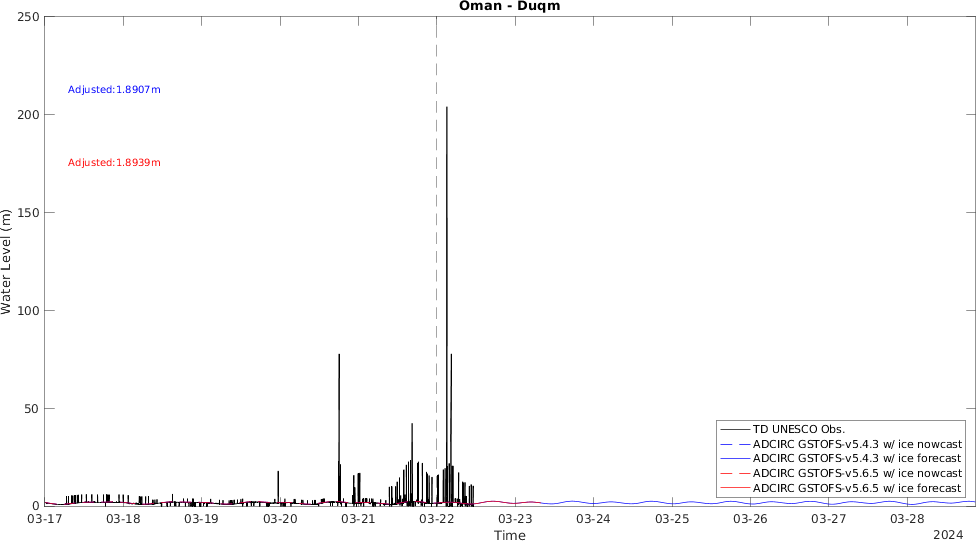 Oman - Duqm
250
200
150
100
50
0
Water Level (m)
Adjusted:1.8907m
Adjusted:1.8939m
TD UNESCO Obs.
ADCIRC GSTOFS-v5.4.3 w/ ice nowcast
ADCIRC GSTOFS-v5.4.3 w/ ice forecast
ADCIRC GSTOFS-v5.6.5 w/ ice nowcast
ADCIRC GSTOFS-v5.6.5 w/ ice forecast
03-17 03-18 03-19 03-20 03-21 03-22 03-23 03-24 03-25 03-26 03-27 03-28
Time
2024